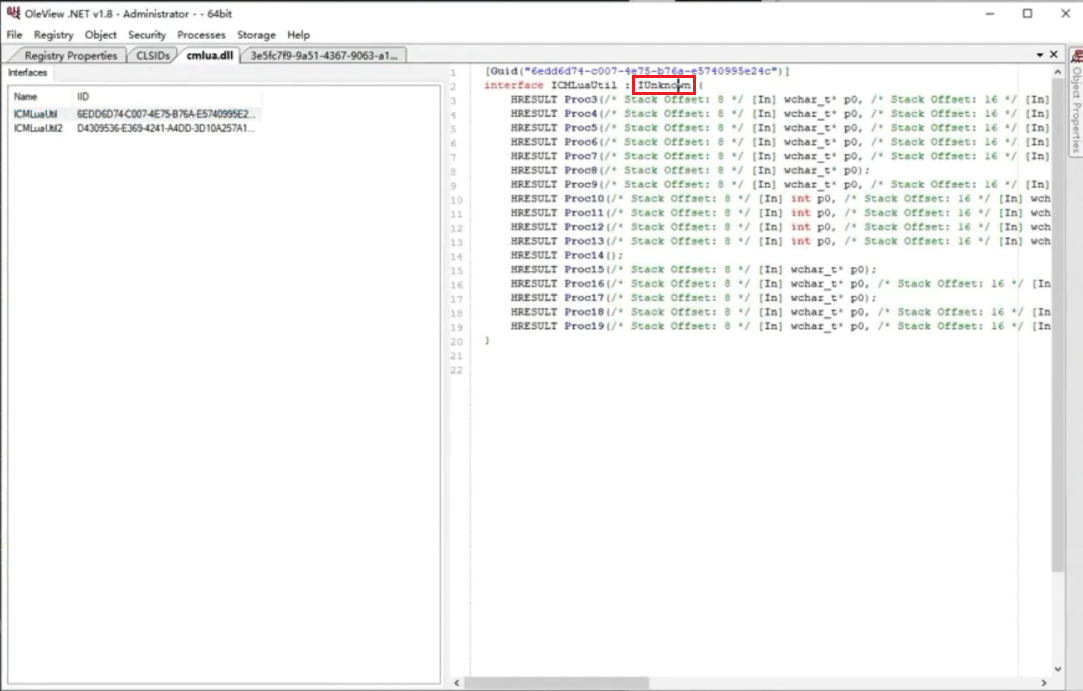 OleView .NET v1.8 - Administrator - - 64bit
File Registry Object Security Processes Storage Help
Registry Properties CLSIDs cmlua.dll 3e5fc7f9-9a51-4367-9063-a1...
Interfaces
Name IID
ICMLuaUtil 6EDD6D74-C007-4E75-B76A-E5740995E2...
ICMLuaUtil2 D4309536-E369-4241-A4DD-3D10A257A1...
1 [Guid("6edd6d74-c007-4e75-b76a-e5740995e24c")]
2 interface ICMLuaUtil : IUnknown {
3 HRESULT Proc3(/* Stack Offset: 8 */ [In] wchar_t* p0, /* Stack Offset: 16 */ [In]
4 HRESULT Proc4(/* Stack Offset: 8 */ [In] wchar_t* p0, /* Stack Offset: 16 */ [In]
5 HRESULT Proc5(/* Stack Offset: 8 */ [In] wchar_t* p0, /* Stack Offset: 16 */ [In]
6 HRESULT Proc6(/* Stack Offset: 8 */ [In] wchar_t* p0, /* Stack Offset: 16 */ [In]
7 HRESULT Proc7(/* Stack Offset: 8 */ [In] wchar_t* p0, /* Stack Offset: 16 */ [In]
8 HRESULT Proc8(/* Stack Offset: 8 */ [In] wchar_t* p0);
9 HRESULT Proc9(/* Stack Offset: 8 */ [In] wchar_t* p0, /* Stack Offset: 16 */ [In]
10 HRESULT Proc10(/* Stack Offset: 8 */ [In] int p0, /* Stack Offset: 16 */ [In] wch
11 HRESULT Proc11(/* Stack Offset: 8 */ [In] int p0, /* Stack Offset: 16 */ [In] wch
12 HRESULT Proc12(/* Stack Offset: 8 */ [In] int p0, /* Stack Offset: 16 */ [In] wch
13 HRESULT Proc13(/* Stack Offset: 8 */ [In] int p0, /* Stack Offset: 16 */ [In] wch
14 HRESULT Proc14();
15 HRESULT Proc15(/* Stack Offset: 8 */ [In] wchar_t* p0);
16 HRESULT Proc16(/* Stack Offset: 8 */ [In] wchar_t* p0, /* Stack Offset: 16 */ [In
17 HRESULT Proc17(/* Stack Offset: 8 */ [In] wchar_t* p0);
18 HRESULT Proc18(/* Stack Offset: 8 */ [In] wchar_t* p0, /* Stack Offset: 16 */ [In
19 HRESULT Proc19(/* Stack Offset: 8 */ [In] wchar_t* p0, /* Stack Offset: 16 */ [In
20 }
21
22
Object Properties